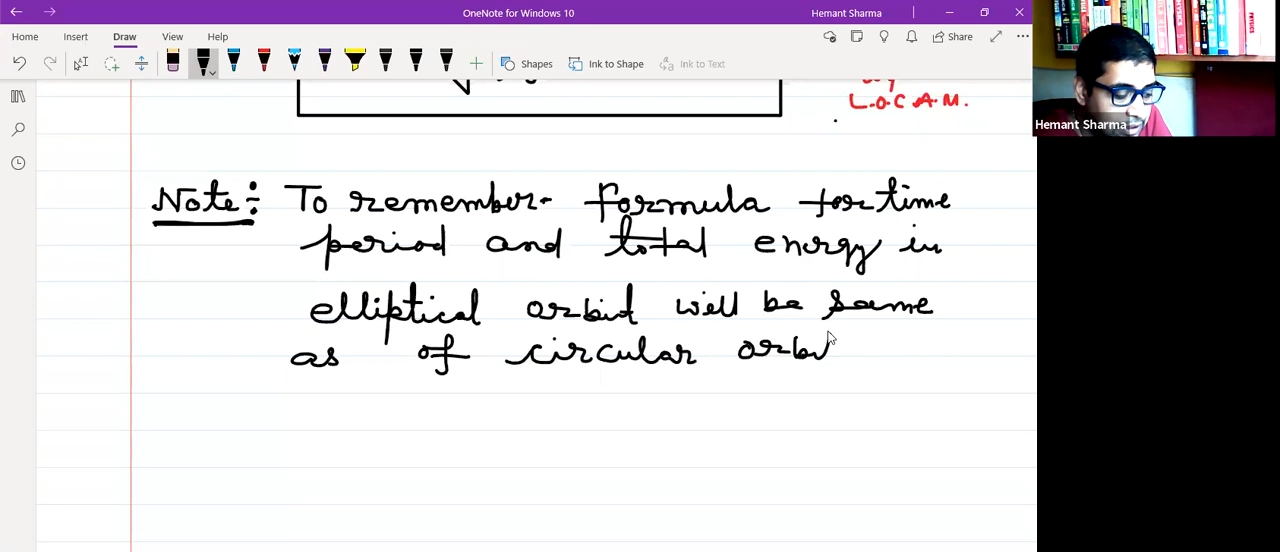 OneNote for Windows 10
Hemant Sharma
Home Insert Draw View Help
Share
Shapes Ink to Shape Ink to Text
L.O.C.A.M.
Hemant Sharma
Note: To remember formula for time
period and total energy in
elliptical orbit will be same
as of circular orbi